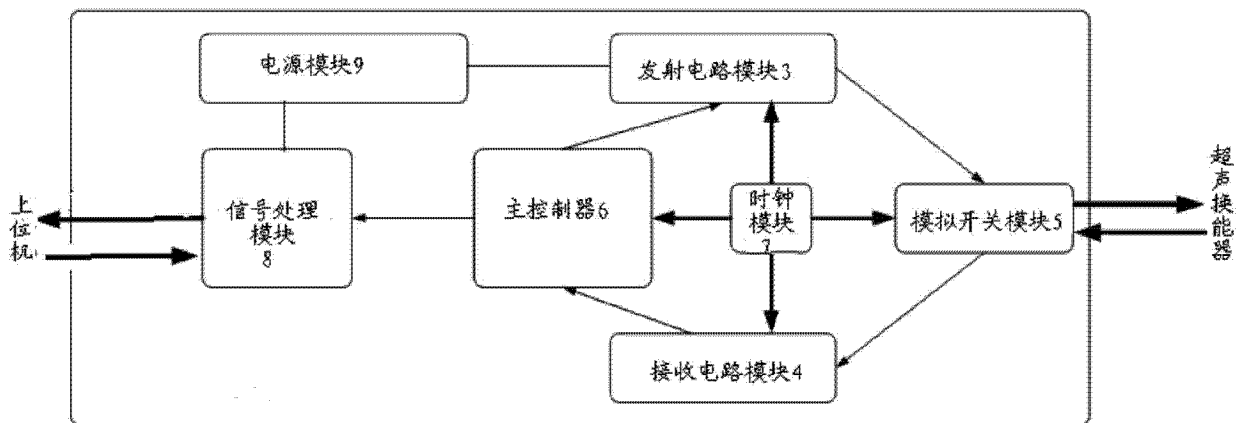 电源模块9
发射电路模块3
上位机
信号处理
模块
8
主控制器6
时钟
模块
7
模拟开关模块5
超声换能器
接收电路模块4